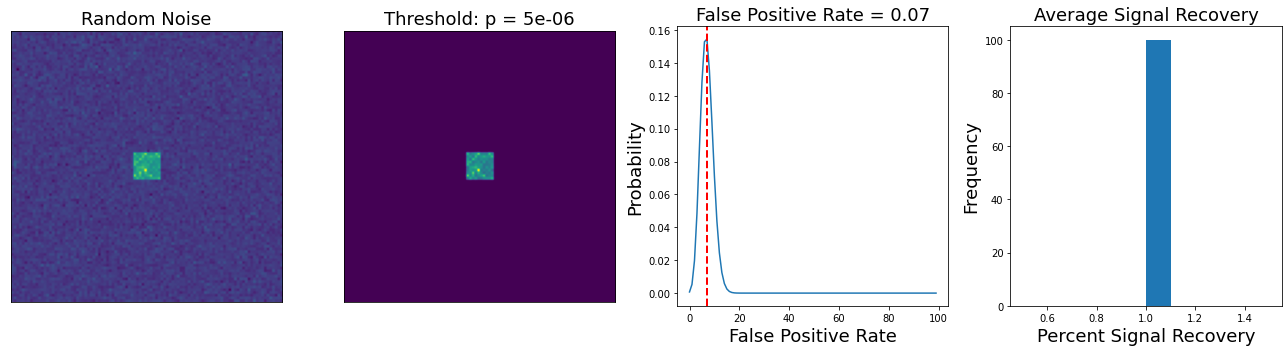 Random Noise
Threshold: p = 5e-06
False Positive Rate = 0.07
Average Signal Recovery
Probability
0.16
0.14
0.12
0.10
0.08
0.06
0.04
0.02
0.00
0 20 40 60 80 100
False Positive Rate
Frequency
100
80
60
40
20
0
0.6 0.8 1.0 1.2 1.4
Percent Signal Recovery